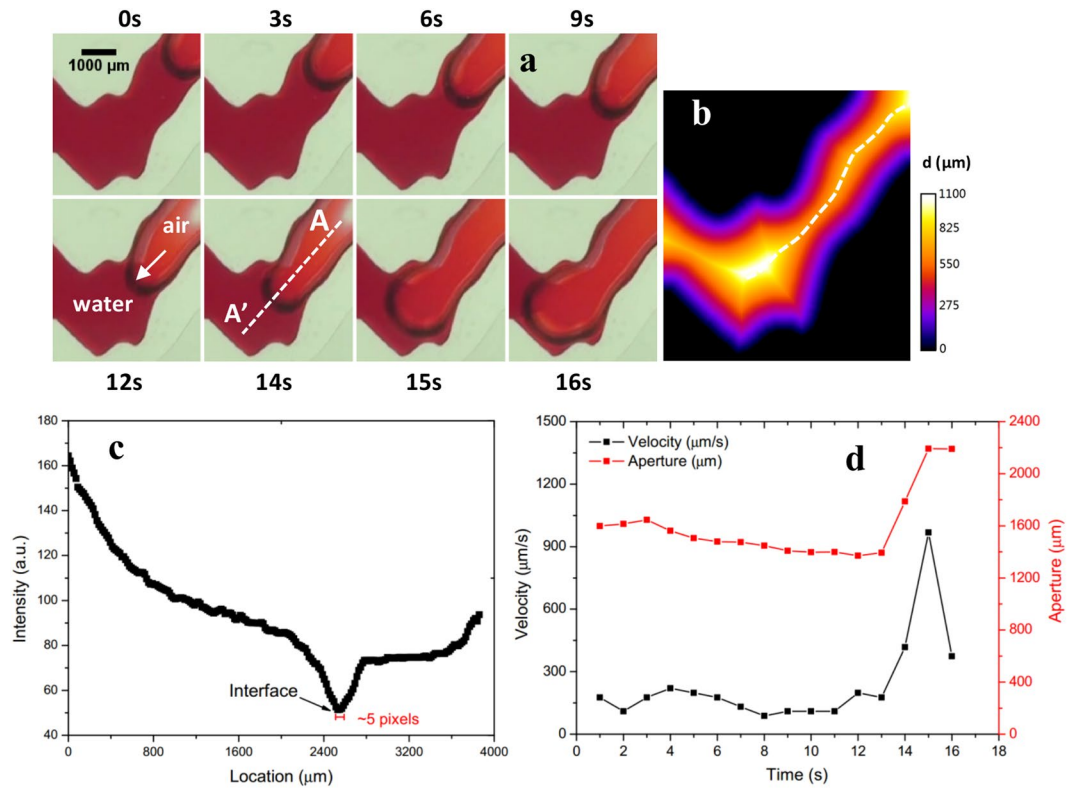 0s 3s 6s 9s
1000 µm
a
air
water
A
A’
12s 14s 15s 16s
b
d (µm)
1100
825
550
275
0
c
Intensity (a.u.)
180
160
140
120
100
80
60
40
Interface
~5 pixels
0 800 1600 2400 3200 4000
Location (µm)
d
Velocity (µm/s)
Aperture (µm)
Velocity (µm/s)
1500
1200
900
600
300
0
2400
2000
1600
1200
800
400
0
Aperture (µm)
0 2 4 6 8 10 12 14 16 18
Time (s)